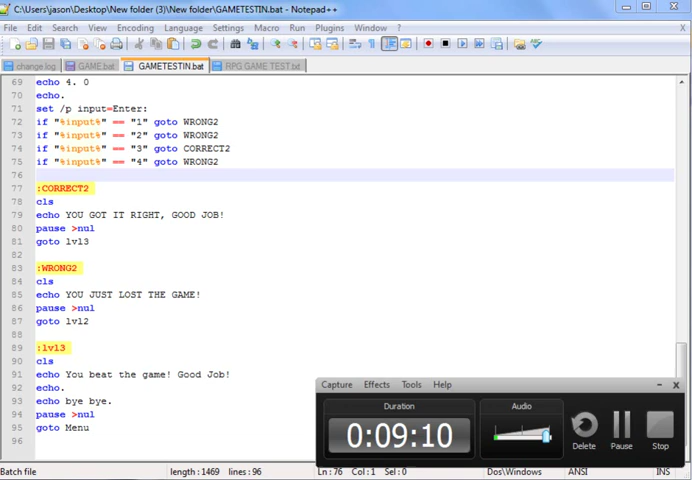 C:\Users\jason\Desktop\New folder (3)\New folder\GAMETESTIN.bat - Notepad++
File Edit Search View Encoding Language Settings Macro Run Plugins Window ? X
change.log GAME.bat GAMETESTIN.bat RPG GAME TEST.txt
69 echo 4. 0
70 echo.
71 set /p input=Enter:
72 if "%input%" == "1" goto WRONG2
73 if "%input%" == "2" goto WRONG2
74 if "%input%" == "3" goto CORRECT2
75 if "%input%" == "4" goto WRONG2
76
77 :CORRECT2
78 cls
79 echo YOU GOT IT RIGHT, GOOD JOB!
80 pause >nul
81 goto lvl3
82
83 :WRONG2
84 cls
85 echo YOU JUST LOST THE GAME!
86 pause >nul
87 goto lvl2
88
89 :lvl3
90 cls
91 echo You beat the game! Good Job!
92 echo.
93 echo bye bye.
94 pause >nul
95 goto Menu
96
Capture Effects Tools Help
Duration
0:09:10
Audio
Delete Pause Stop
Batch file length : 1469 lines : 96 Ln : 76 Col : 1 Sel : 0 Dos\Windows ANSI INS